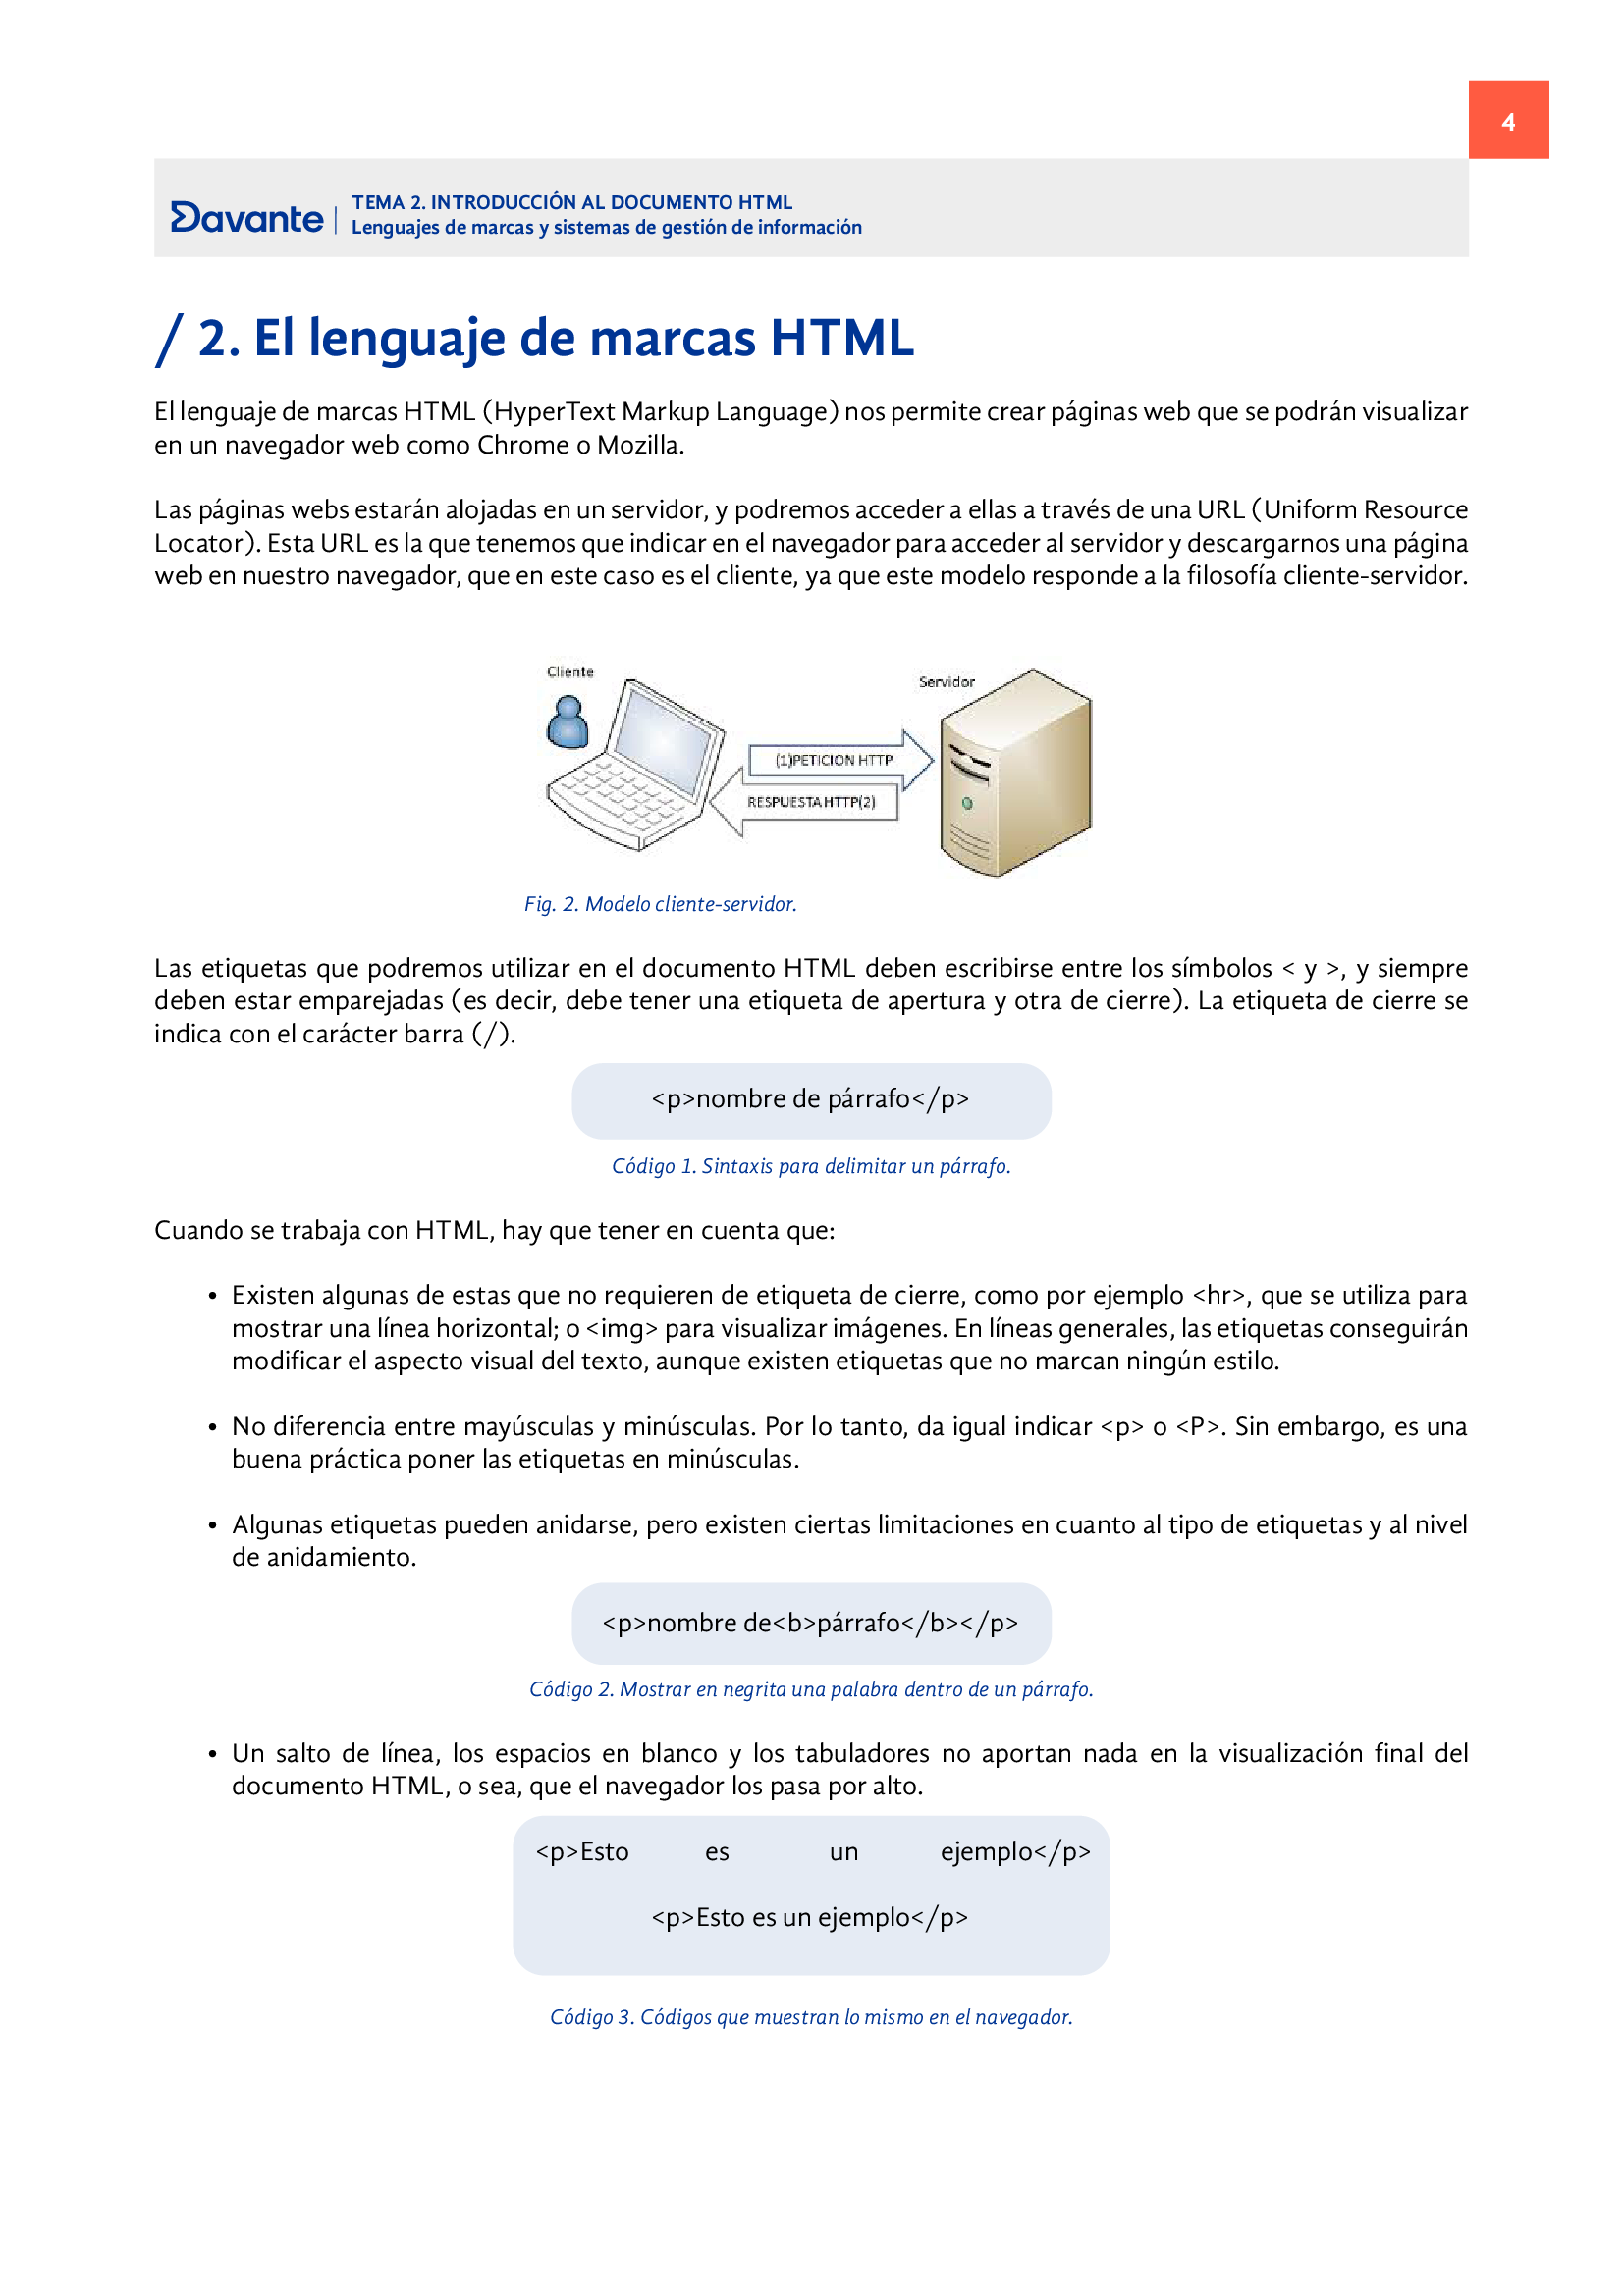 4
Davante
TEMA 2. INTRODUCCIÓN AL DOCUMENTO HTML
Lenguajes de marcas y sistemas de gestión de información
/ 2. El lenguaje de marcas HTML
El lenguaje de marcas HTML (HyperText Markup Language) nos permite crear páginas web que se podrán visualizar
en un navegador web como Chrome o Mozilla.
Las páginas webs estarán alojadas en un servidor, y podremos acceder a ellas a través de una URL (Uniform Resource
Locator). Esta URL es la que tenemos que indicar en el navegador para acceder al servidor y descargarnos una página
web en nuestro navegador, que en este caso es el cliente, ya que este modelo responde a la filosofía cliente-servidor.
Cliente
Servidor
(1)PETICION HTTP
RESPUESTA HTTP(2)
Fig. 2. Modelo cliente-servidor.
Las etiquetas que podremos utilizar en el documento HTML deben escribirse entre los símbolos < y >, y siempre
deben estar emparejadas (es decir, debe tener una etiqueta de apertura y otra de cierre). La etiqueta de cierre se
indica con el carácter barra (/).
<p>nombre de párrafo</p>
Código 1. Sintaxis para delimitar un párrafo.
Cuando se trabaja con HTML, hay que tener en cuenta que:
• Existen algunas de estas que no requieren de etiqueta de cierre, como por ejemplo <hr>, que se utiliza para
mostrar una línea horizontal; o <img> para visualizar imágenes. En líneas generales, las etiquetas conseguirán
modificar el aspecto visual del texto, aunque existen etiquetas que no marcan ningún estilo.
• No diferencia entre mayúsculas y minúsculas. Por lo tanto, da igual indicar <p> o <P>. Sin embargo, es una
buena práctica poner las etiquetas en minúsculas.
• Algunas etiquetas pueden anidarse, pero existen ciertas limitaciones en cuanto al tipo de etiquetas y al nivel
de anidamiento.
<p>nombre de<b>párrafo</b></p>
Código 2. Mostrar en negrita una palabra dentro de un párrafo.
• Un salto de línea, los espacios en blanco y los tabuladores no aportan nada en la visualización final del
documento HTML, o sea, que el navegador los pasa por alto.
<p>Esto es un ejemplo</p>
<p>Esto es un ejemplo</p>
Código 3. Códigos que muestran lo mismo en el navegador.